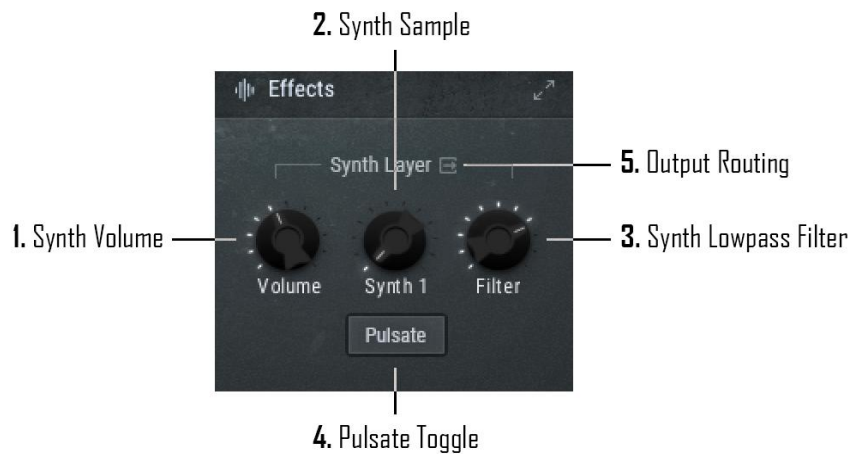 2. Synth Sample
Effects
Synth Layer
5. Output Routing
1. Synth Volume
3. Synth Lowpass Filter
Volume
Synth 1
Filter
Pulsate
4. Pulsate Toggle